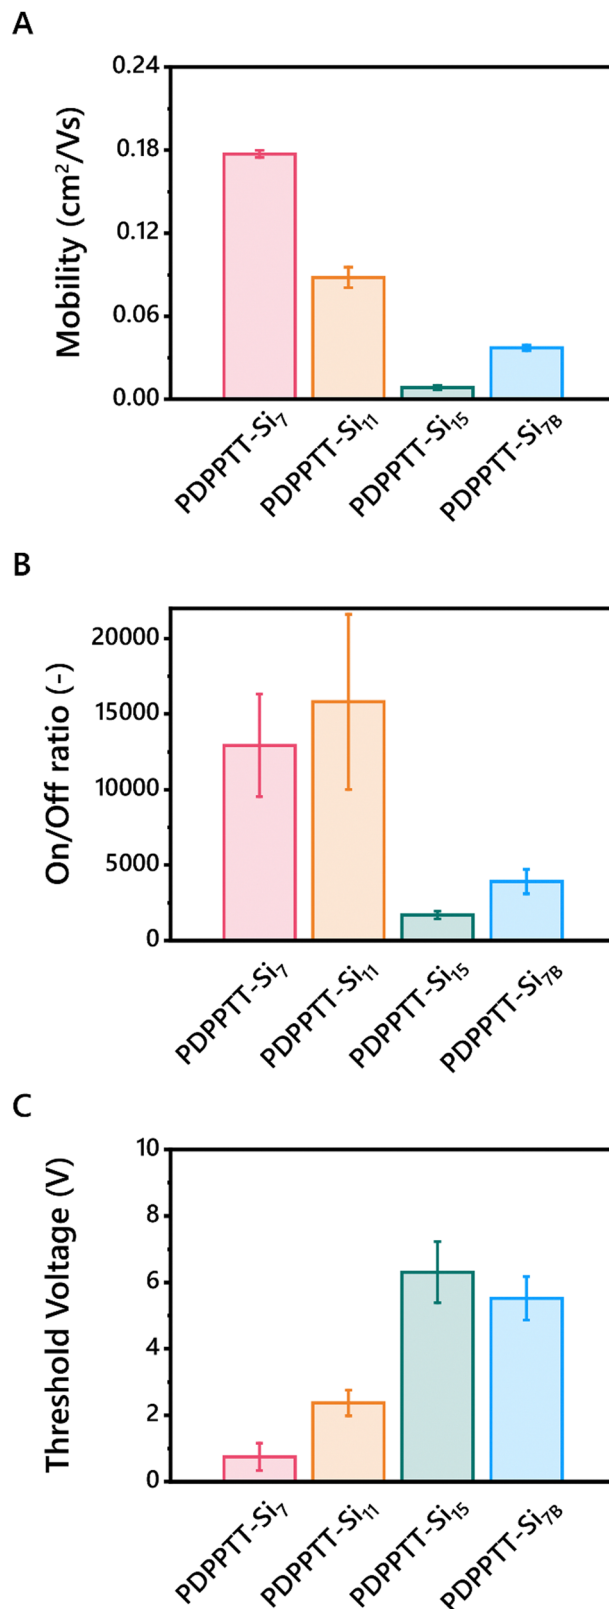 A
Mobility (cm²/Vs)
0.24
0.18
0.12
0.06
0.00
PDPPTT-Si₇
PDPPTT-Si₁₁
PDPPTT-Si₁₅
PDPPTT-Si₇B
B
On/Off ratio (-)
20000
15000
10000
5000
0
PDPPTT-Si₇
PDPPTT-Si₁₁
PDPPTT-Si₁₅
PDPPTT-Si₇B
C
Threshold Voltage (V)
10
8
6
4
2
0
PDPPTT-Si₇
PDPPTT-Si₁₁
PDPPTT-Si₁₅
PDPPTT-Si₇B